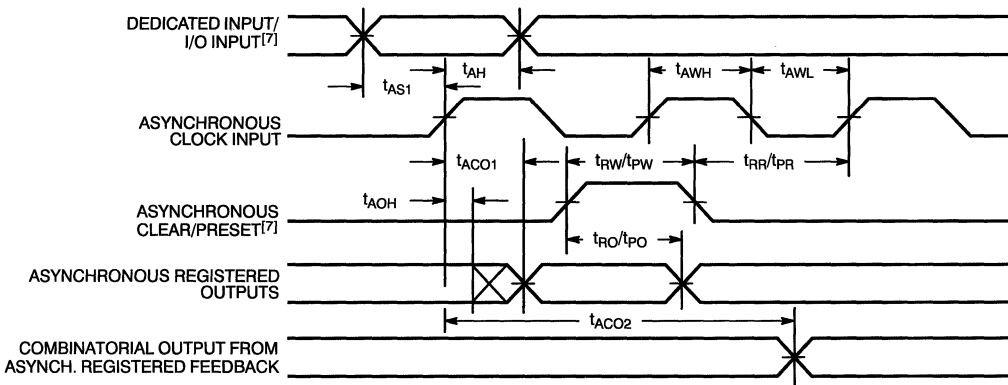 DEDICATED INPUT/
I/O INPUT[7]
tAH
tAS1
tAWH
tAWL
ASYNCHRONOUS
CLOCK INPUT
tACO1
tRW/tPW
tRR/tPR
tAOH
ASYNCHRONOUS
CLEAR/PRESET[7]
tRO/tPO
ASYNCHRONOUS REGISTERED
OUTPUTS
tACO2
COMBINATORIAL OUTPUT FROM
ASYNCH. REGISTERED FEEDBACK